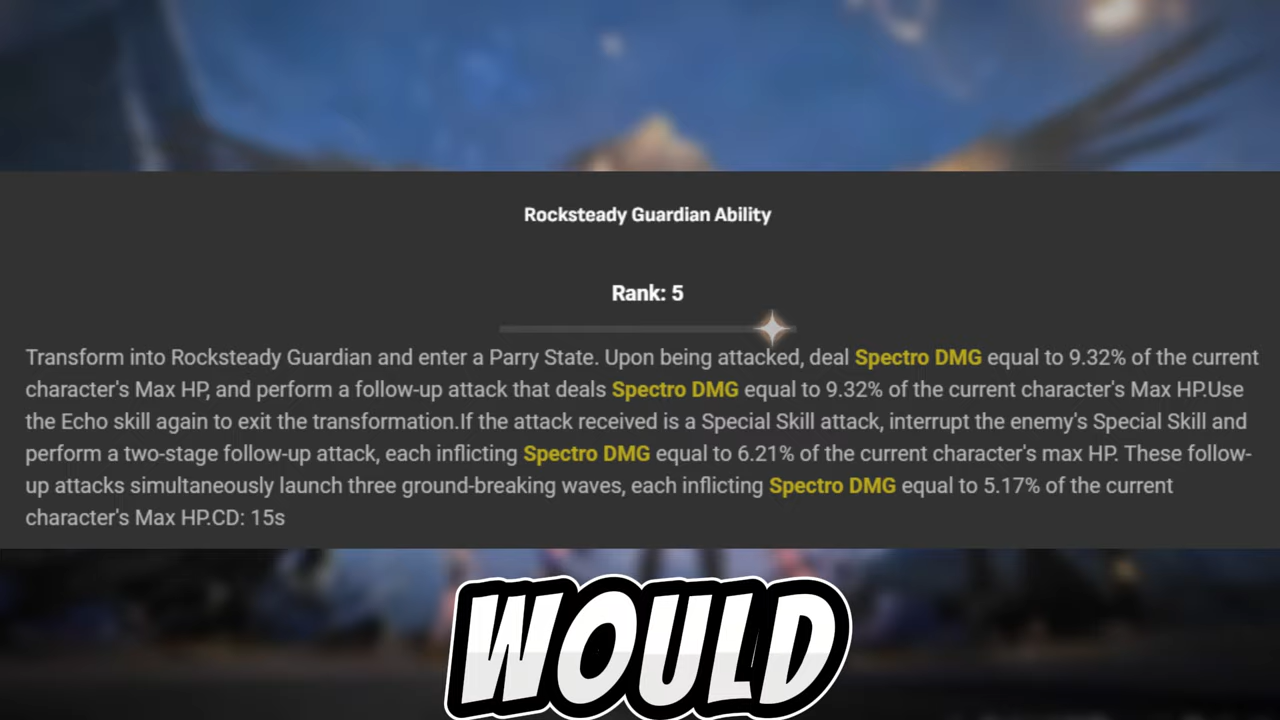 Rocksteady Guardian Ability
Rank: 5
Transform into Rocksteady Guardian and enter a Parry State. Upon being attacked, deal Spectro DMG equal to 9.32% of the current
character's Max HP, and perform a follow-up attack that deals Spectro DMG equal to 9.32% of the current character's Max HP.Use
the Echo skill again to exit the transformation.If the attack received is a Special Skill attack, interrupt the enemy's Special Skill and
perform a two-stage follow-up attack, each inflicting Spectro DMG equal to 6.21% of the current character's max HP. These follow-
up attacks simultaneously launch three ground-breaking waves, each inflicting Spectro DMG equal to 5.17% of the current
character's Max HP.CD: 15s
WOULD